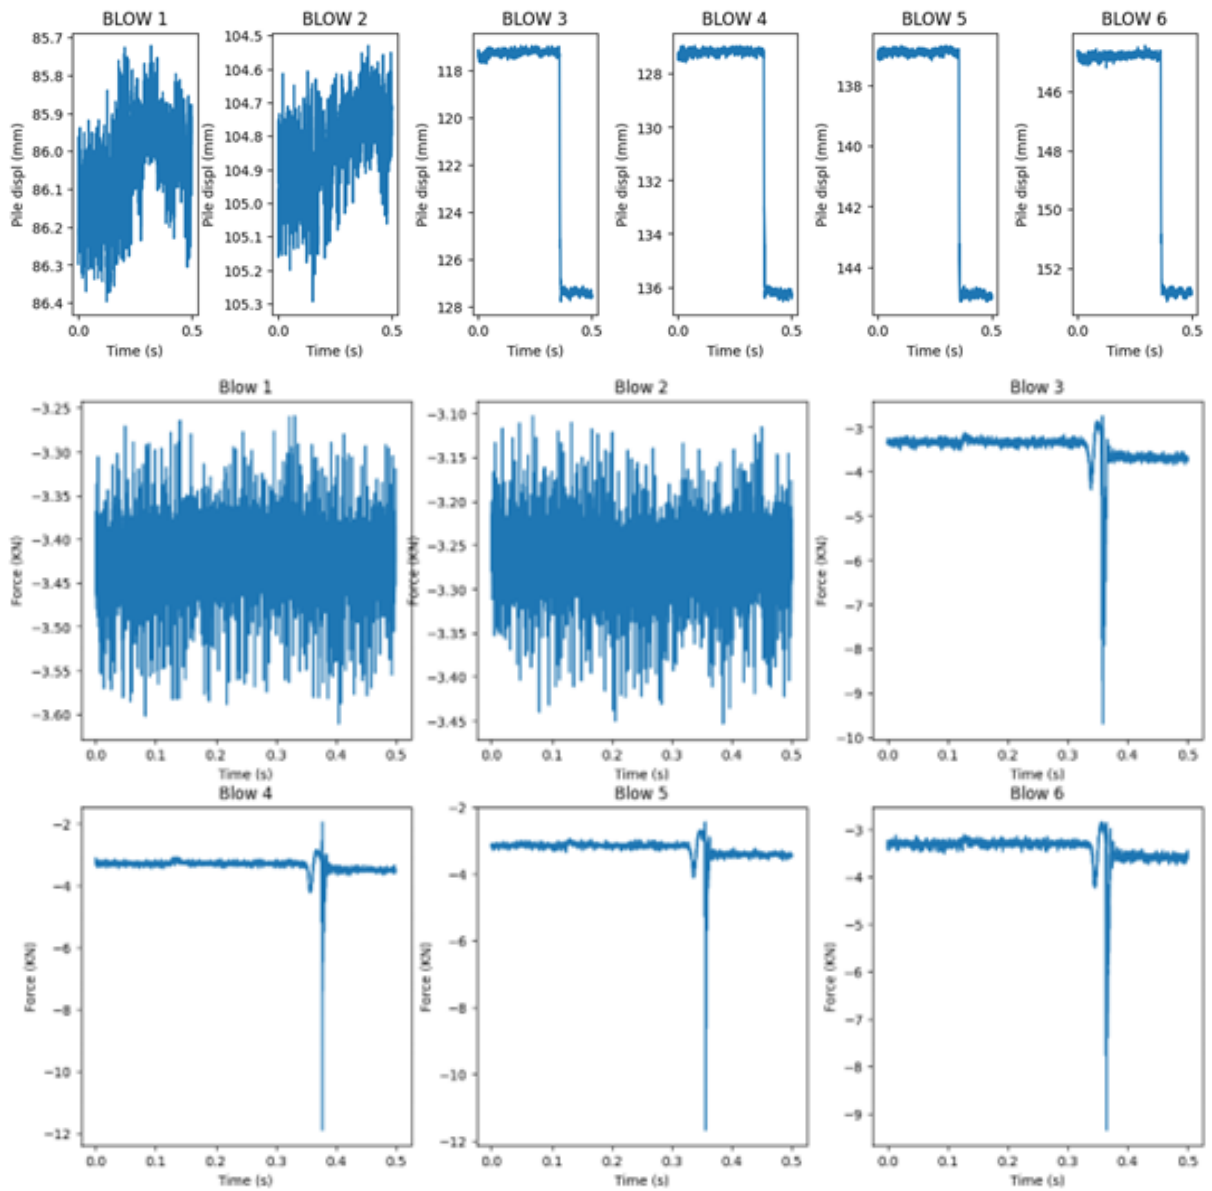 BLOW 1 BLOW 2 BLOW 3 BLOW 4 BLOW 5 BLOW 6
Pile displ (mm)
85.7
85.8
85.9
86.0
86.1
86.2
86.3
86.4
0.0 0.5
Time (s)
Pile displ (mm)
104.5
104.6
104.7
104.8
104.9
105.0
105.1
105.2
105.3
0.0 0.5
Time (s)
Pile displ (mm)
118
120
122
124
126
128
0.0 0.5
Time (s)
Pile displ (mm)
128
130
132
134
136
0.0 0.5
Time (s)
Pile displ (mm)
138
140
142
144
0.0 0.5
Time (s)
Pile displ (mm)
146
148
150
152
0.0 0.5
Time (s)
Blow 1
Force (KN)
−3.25
−3.30
−3.35
−3.40
−3.45
−3.50
−3.55
−3.60
0.0 0.1 0.2 0.3 0.4 0.5
Time (s)
Blow 2
Force (KN)
−3.10
−3.15
−3.20
−3.25
−3.30
−3.35
−3.40
−3.45
0.0 0.1 0.2 0.3 0.4 0.5
Time (s)
Blow 3
Force (KN)
−3
−4
−5
−6
−7
−8
−9
−10
0.0 0.1 0.2 0.3 0.4 0.5
Time (s)
Blow 4
Force (KN)
−2
−4
−6
−8
−10
−12
0.0 0.1 0.2 0.3 0.4 0.5
Time (s)
Blow 5
Force (KN)
−2
−4
−6
−8
−10
−12
0.0 0.1 0.2 0.3 0.4 0.5
Time (s)
Blow 6
Force (KN)
−3
−4
−5
−6
−7
−8
−9
0.0 0.1 0.2 0.3 0.4 0.5
Time (s)